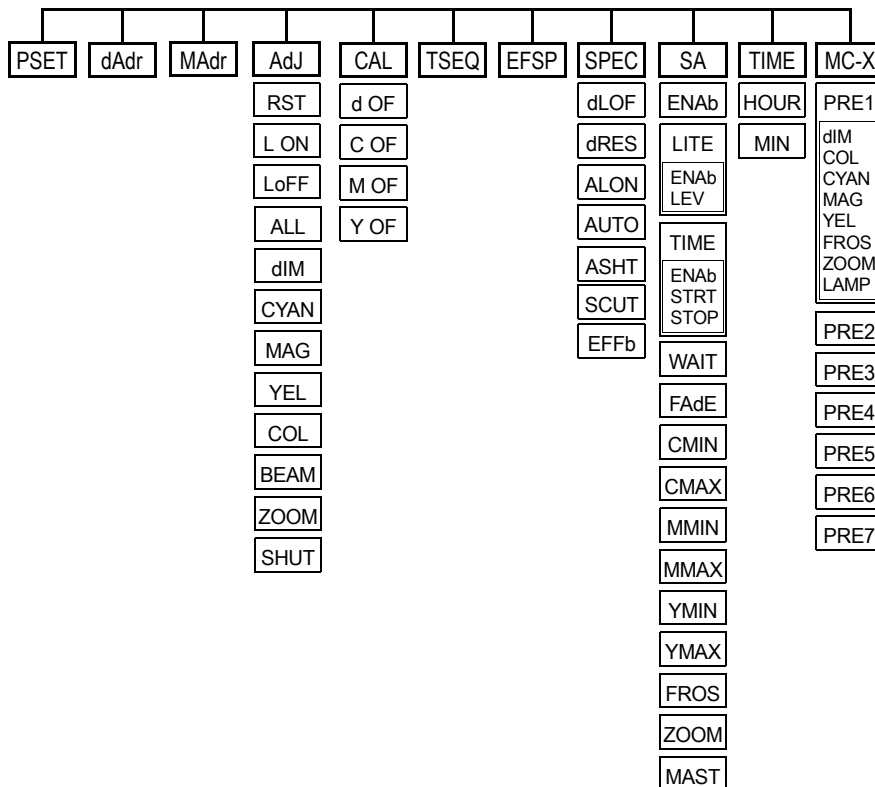 PSET dAdr MAdr AdJ CAL TSEQ EFSP SPEC SA TIME MC-X
RST
L ON
LoFF
ALL
dIM
CYAN
MAG
YEL
COL
BEAM
ZOOM
SHUT
d OF
C OF
M OF
Y OF
dLOF
dRES
ALON
AUTO
ASHT
SCUT
EFFb
ENAb
LITE
ENAb
LEV
TIME
ENAb
STRT
STOP
WAIT
FAdE
CMIN
CMAX
MMIN
MMAX
YMIN
YMAX
FROS
ZOOM
MAST
HOUR
MIN
PRE1
dIM
COL
CYAN
MAG
YEL
FROS
ZOOM
LAMP
PRE2
PRE3
PRE4
PRE5
PRE6
PRE7